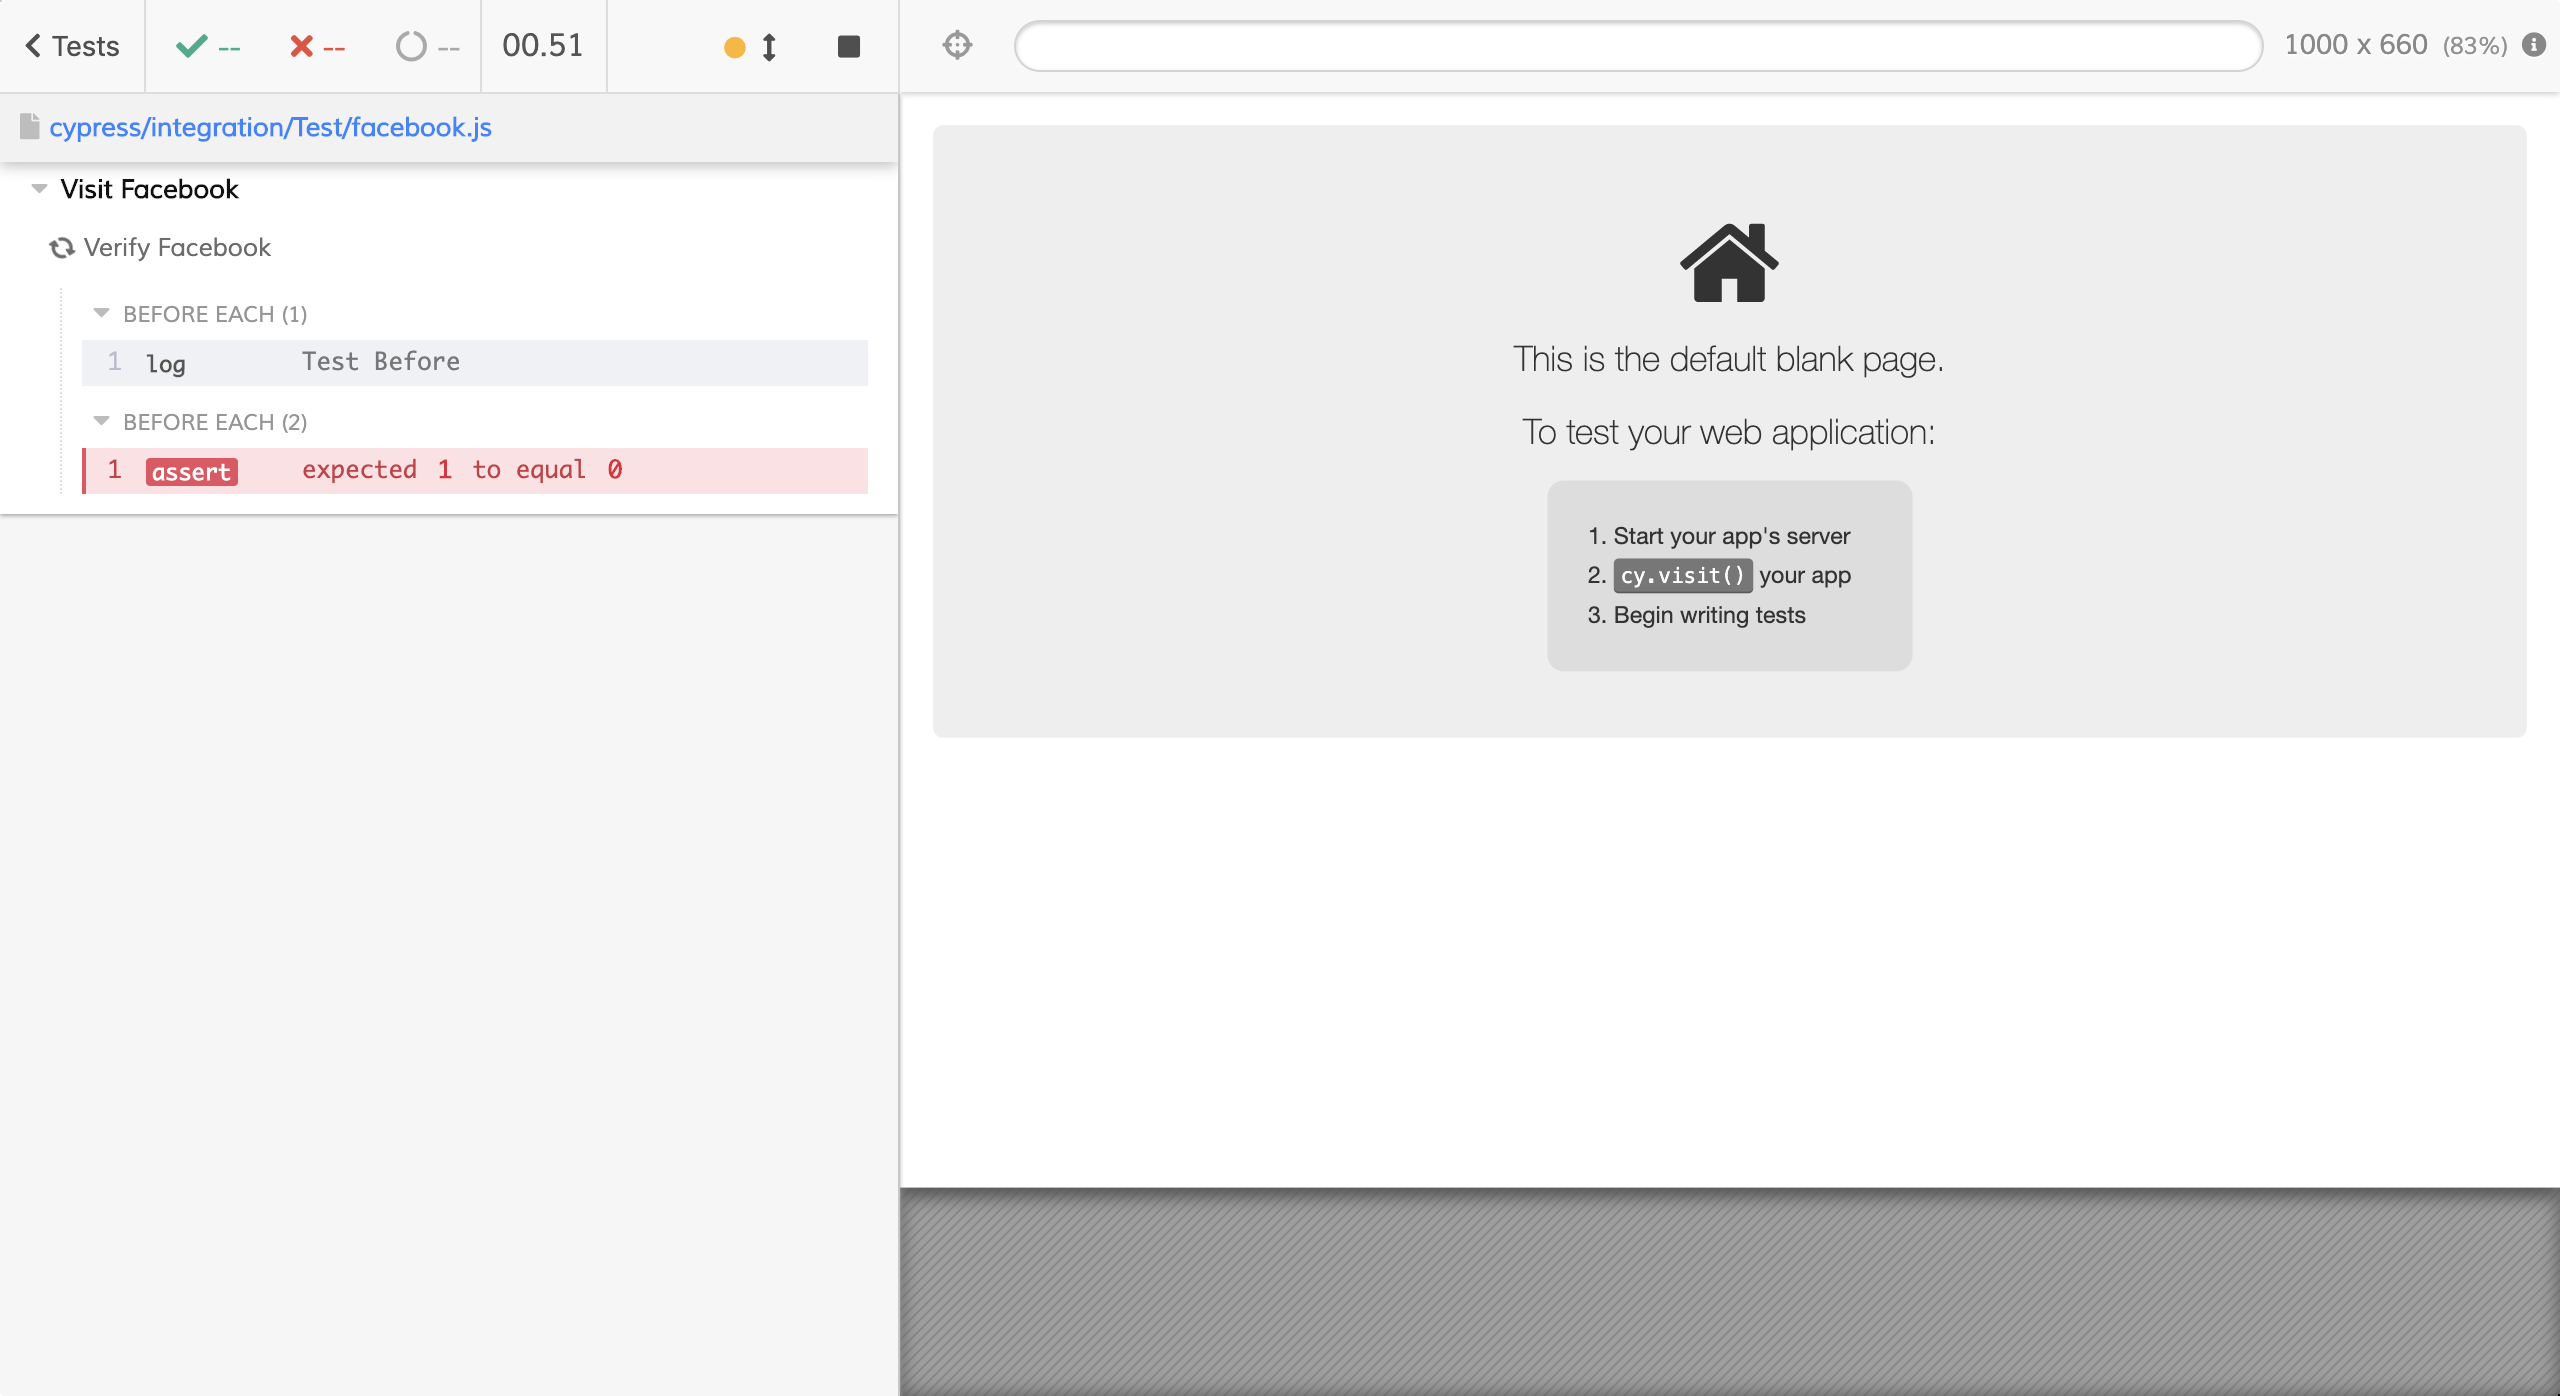 Tests -- -- -- 00.51
1000 x 660 (83%)
cypress/integration/Test/facebook.js
Visit Facebook
Verify Facebook
BEFORE EACH (1)
1 log Test Before
BEFORE EACH (2)
1 assert expected 1 to equal 0
This is the default blank page.
To test your web application:
1. Start your app's server
2. cy.visit() your app
3. Begin writing tests